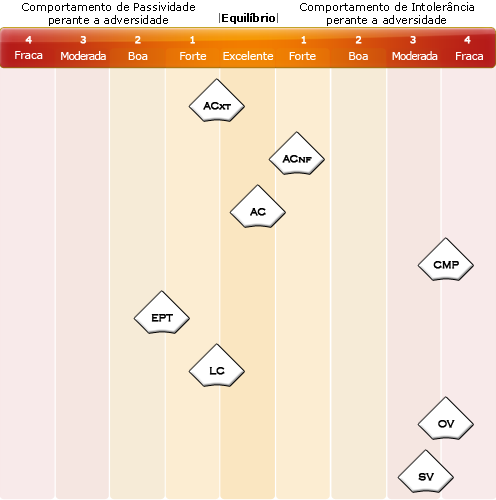 Comportamento de Passividade
perante a adversidade
|Equilíbrio|
Comportamento de Intolerância
perante a adversidade
4 3 2 1 1 2 3 4
Fraca Moderada Boa Forte Excelente Forte Boa Moderada Fraca
ACXT
ACNF
AC
CMP
EPT
LC
OV
SV